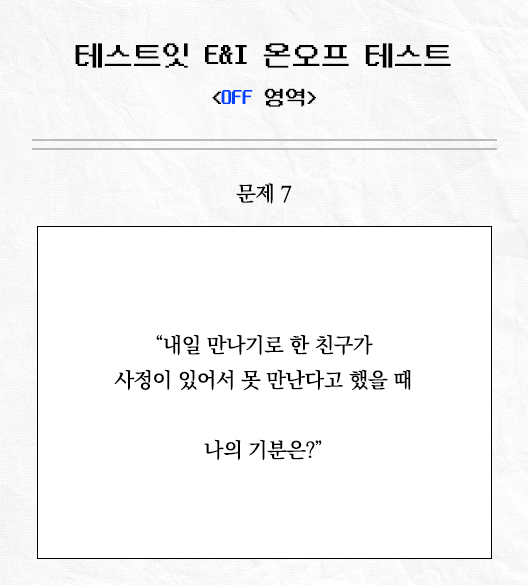 테스트잇 E&I 온오프 테스트
<OFF 영역>
문제 7
“내일 만나기로 한 친구가
사정이 있어서 못 만난다고 했을 때
나의 기분은?”